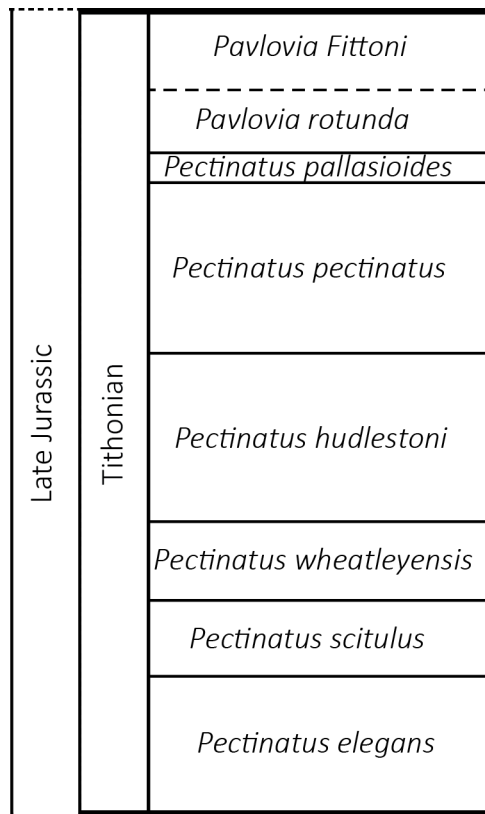 Late Jurassic
Tithonian
Pavlovia Fittoni
Pavlovia rotunda
Pectinatus pallasioides
Pectinatus pectinatus
Pectinatus hudlestoni
Pectinatus wheatleyensis
Pectinatus scitulus
Pectinatus elegans